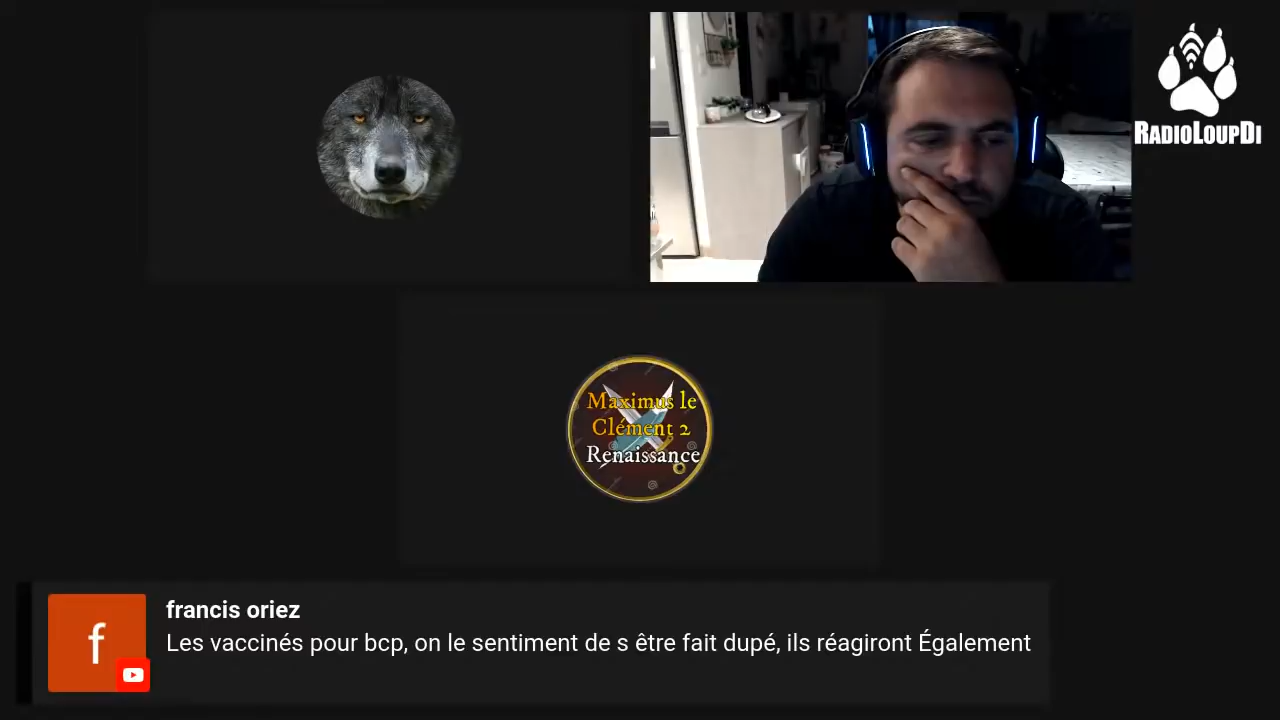 RADIOLOUPDI
Maximus le
Clément 2
Renaissance
f
francis oriez
Les vaccinés pour bcp, on le sentiment de s être fait dupé, ils réagiront Également